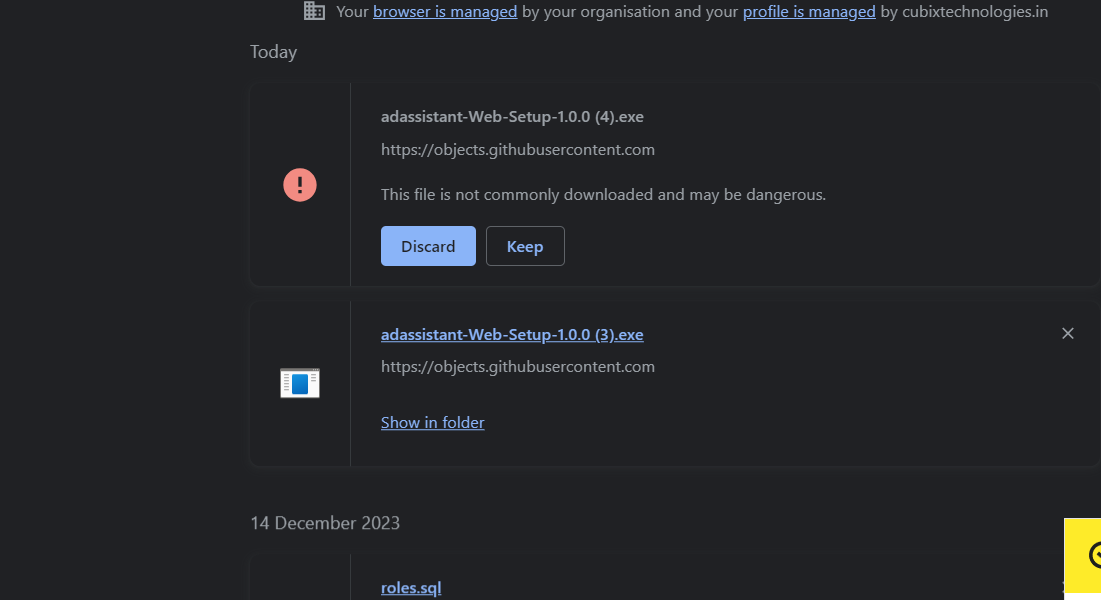 Your browser is managed by your organisation and your profile is managed by cubixtechnologies.in
Today
adassistant-Web-Setup-1.0.0 (4).exe
https://objects.githubusercontent.com
This file is not commonly downloaded and may be dangerous.
Discard Keep
adassistant-Web-Setup-1.0.0 (3).exe
https://objects.githubusercontent.com
Show in folder
14 December 2023
roles.sql